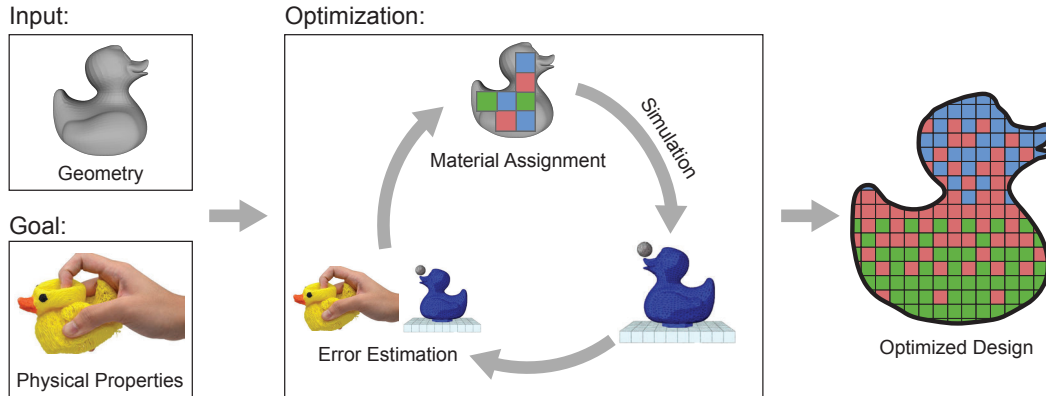 Input:
Geometry
Goal:
Physical Properties
Optimization:
Material Assignment
Simulation
Error Estimation
Optimized Design